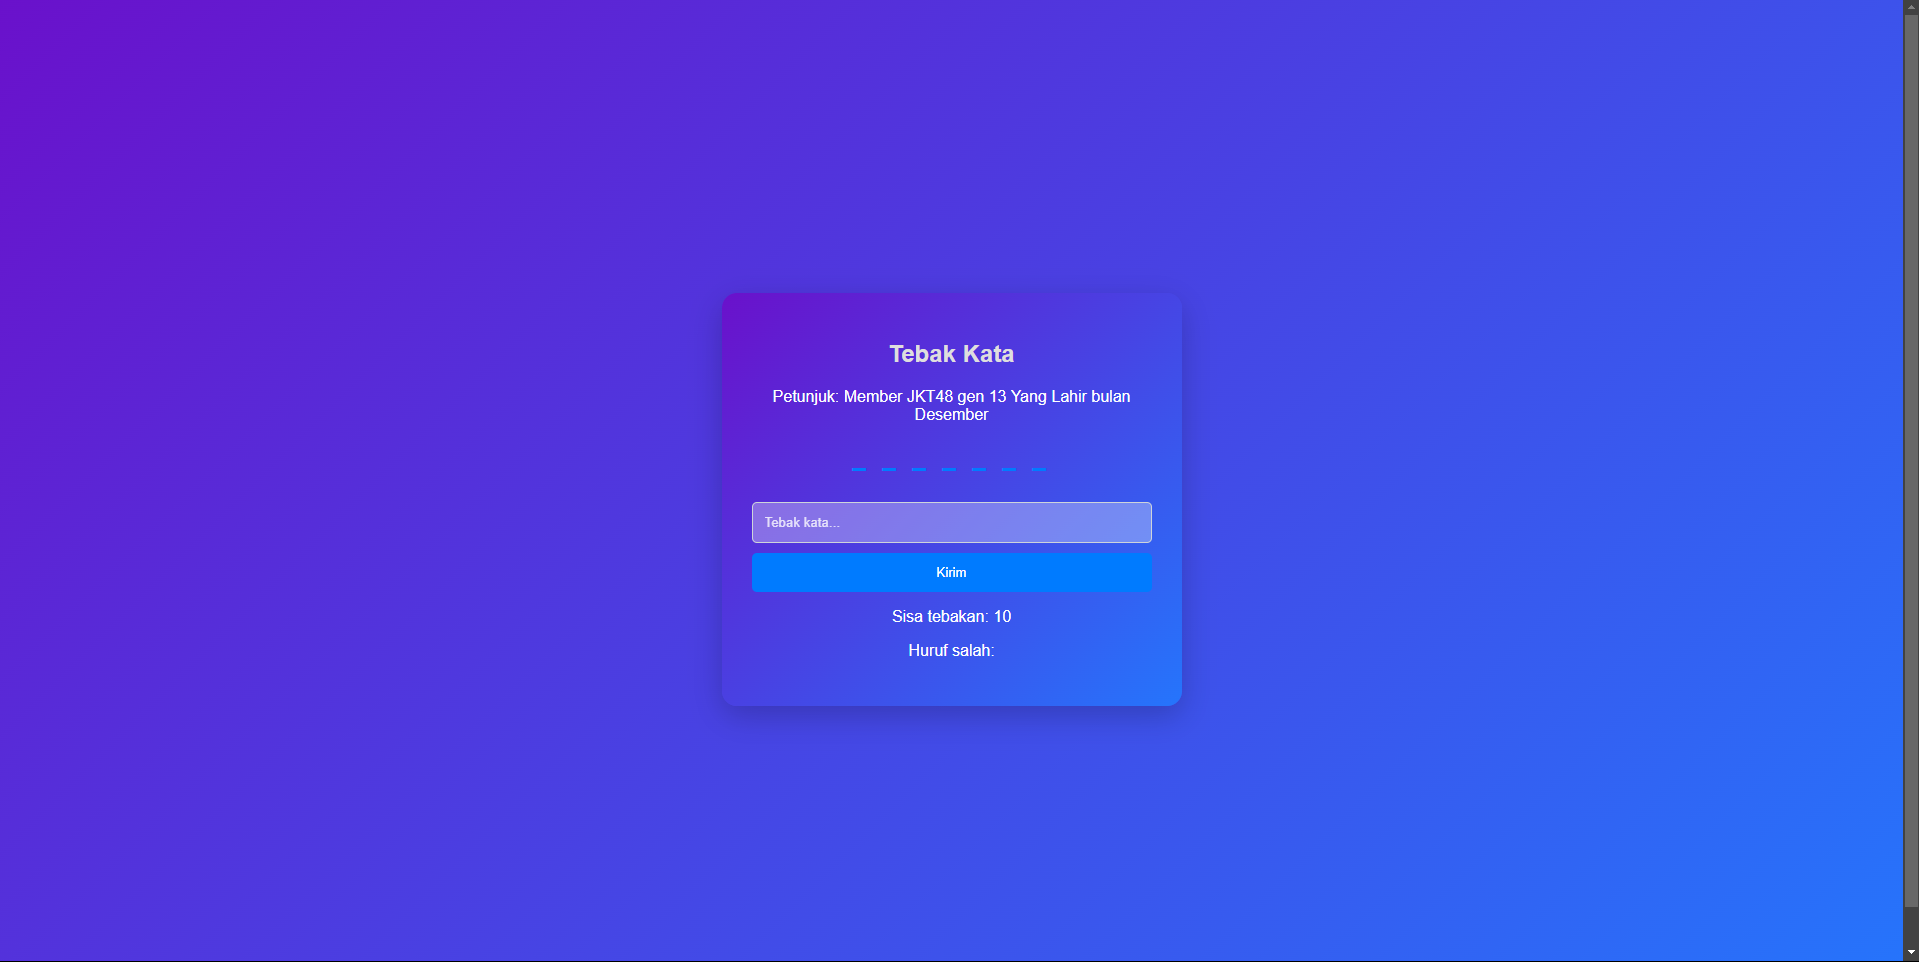 Tebak Kata
Petunjuk: Member JKT48 gen 13 Yang Lahir bulan
Desember
_ _ _ _ _ _ _
Tebak kata...
Kirim
Sisa tebakan: 10
Huruf salah: